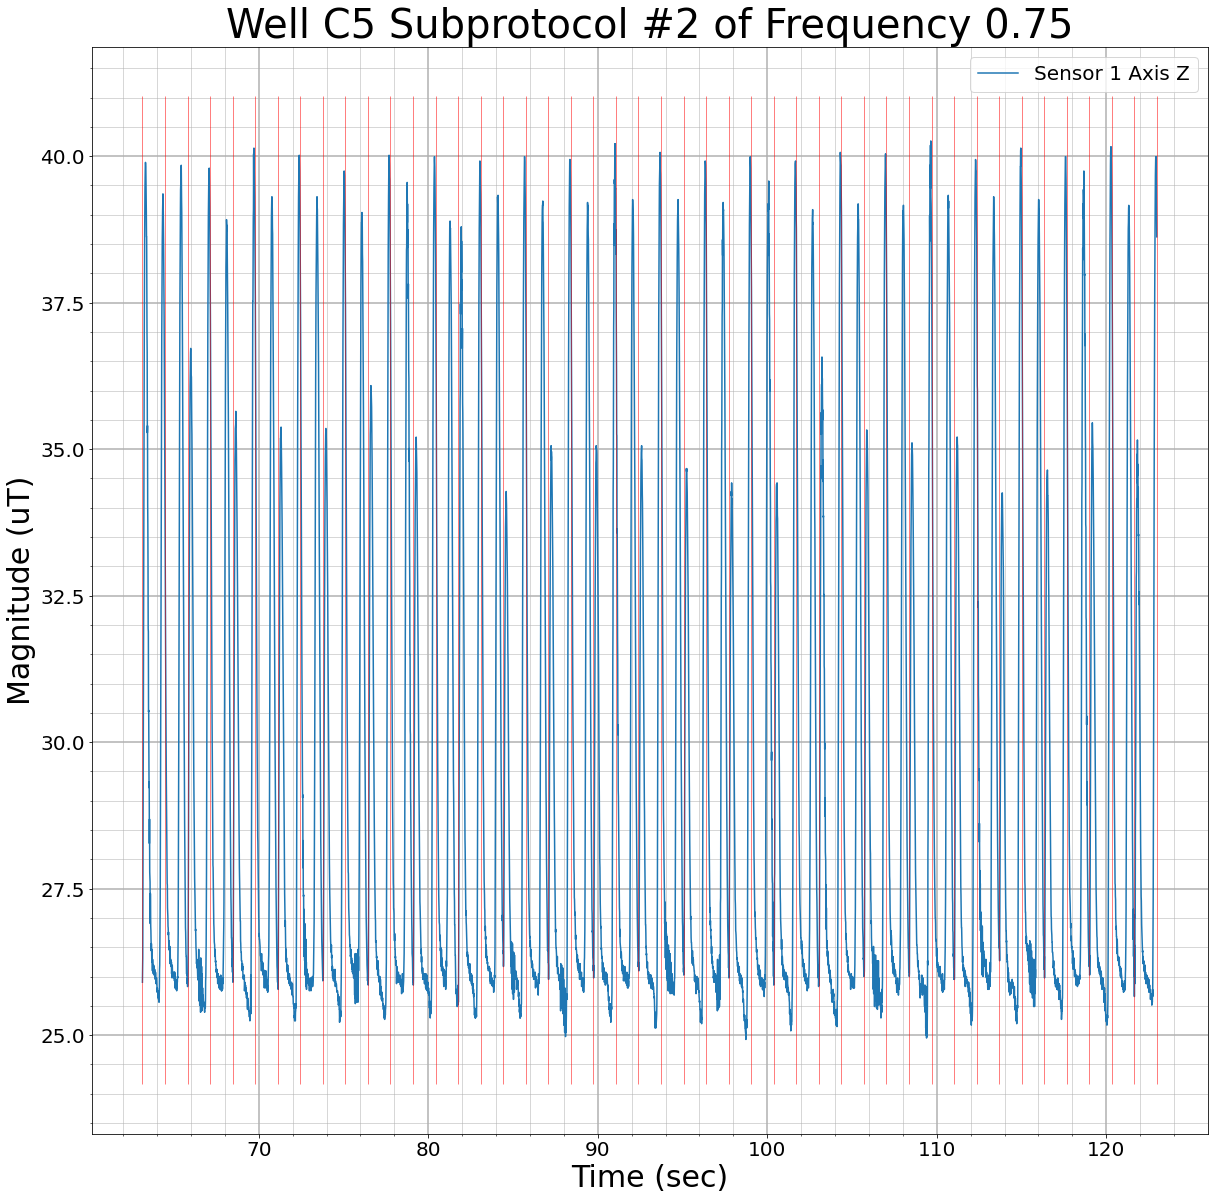 Well C5 Subprotocol #2 of Frequency 0.75
Sensor 1 Axis Z
40.0
37.5
35.0
32.5
30.0
27.5
25.0
Magnitude (uT)
70 80 90 100 110 120
Time (sec)